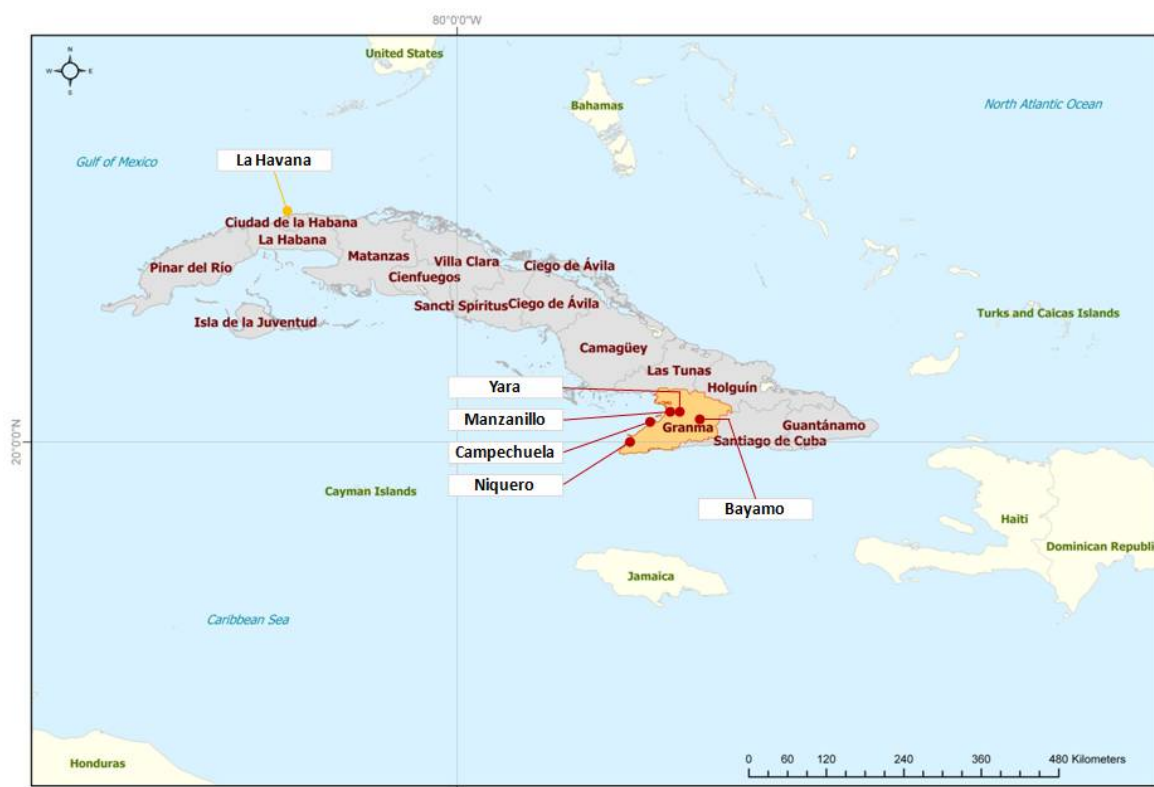 80°0'0"W
United States
N
W E
S
Bahamas
North Atlantic Ocean
Gulf of Mexico
La Havana
Ciudad de la Habana
La Habana
Matanzas
Pinar del Río
Villa Clara
Ciego de Ávila
Cienfuegos
Sancti Spíritus
Ciego de Ávila
Isla de la Juventud
Turks and Caicas Islands
Camagüey
Las Tunas
Yara
Holguín
Manzanillo
Granma
Guantánamo
20°0'0"N
Santiago de Cuba
Campechuela
Niquero
Cayman Islands
Bayamo
Haiti
Dominican Republi
Jamaica
Caribbean Sea
Honduras
0 60 120 240 360 480 Kilometers